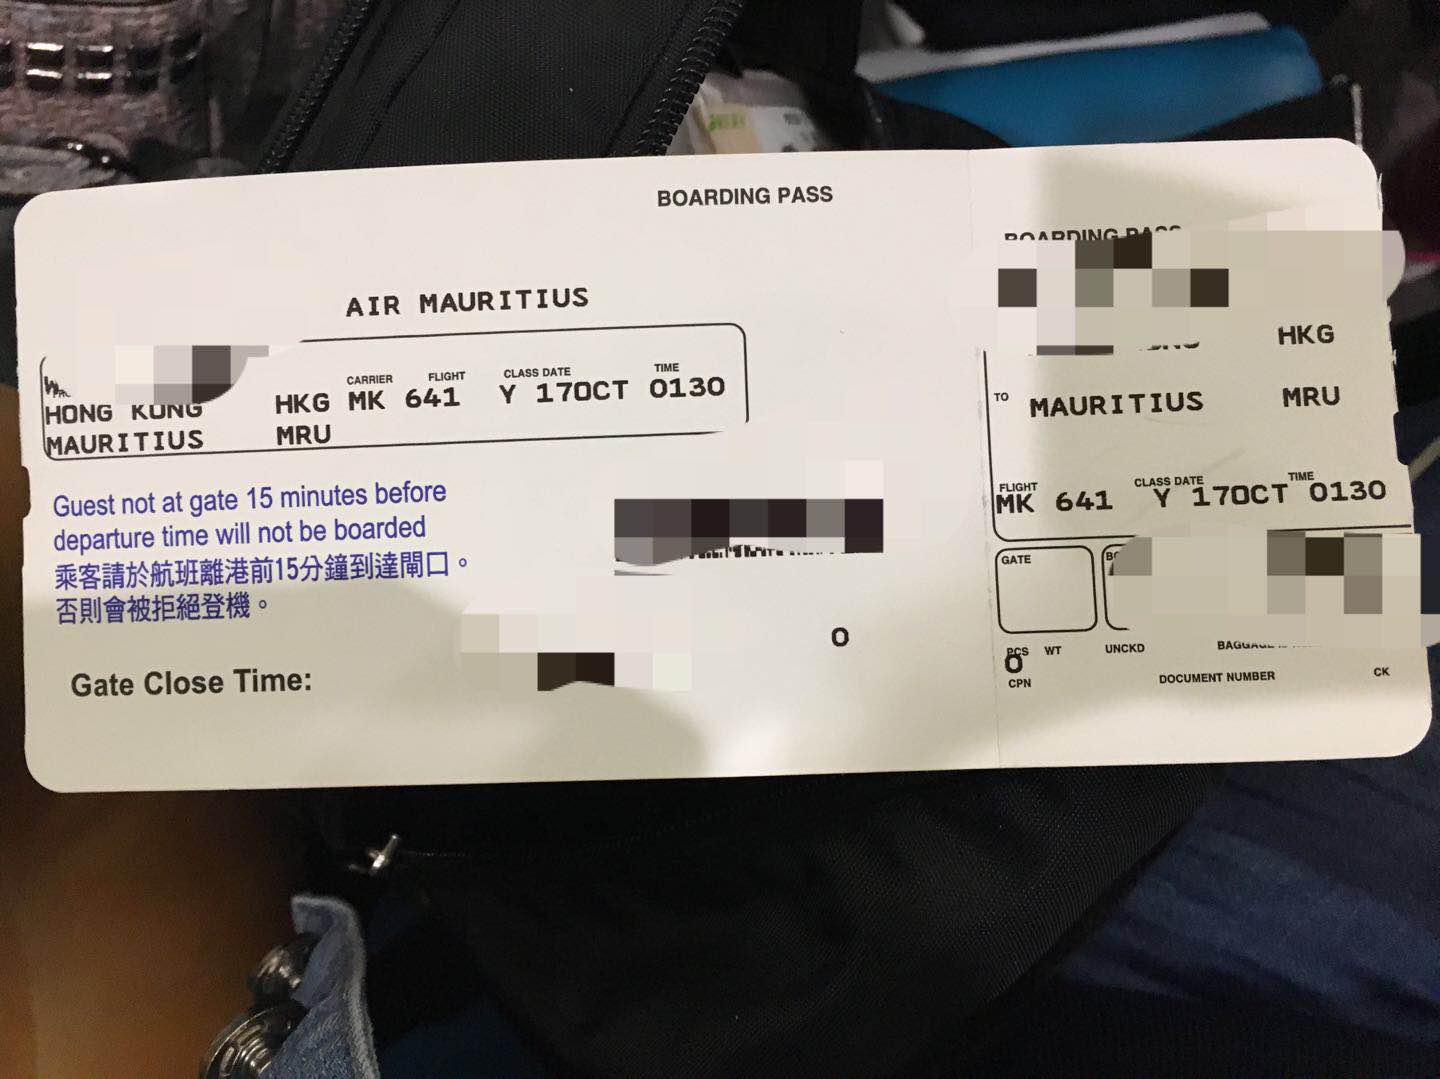 BOARDING PASS
AIR MAURITIUS
CARRIER FLIGHT CLASS DATE TIME
HONG KONG HKG MK 641 Y 17OCT 0130
MAURITIUS MRU
Guest not at gate 15 minutes before
departure time will not be boarded
乘客請於航班離港前15分鐘到達閘口。
否則會被拒絕登機。
0
Gate Close Time:
BOARDING PASS
HKG
TO MAURITIUS MRU
FLIGHT CLASS DATE TIME
MK 641 Y 17OCT 0130
GATE
PCS WT UNCKD
0
CPN DOCUMENT NUMBER CK